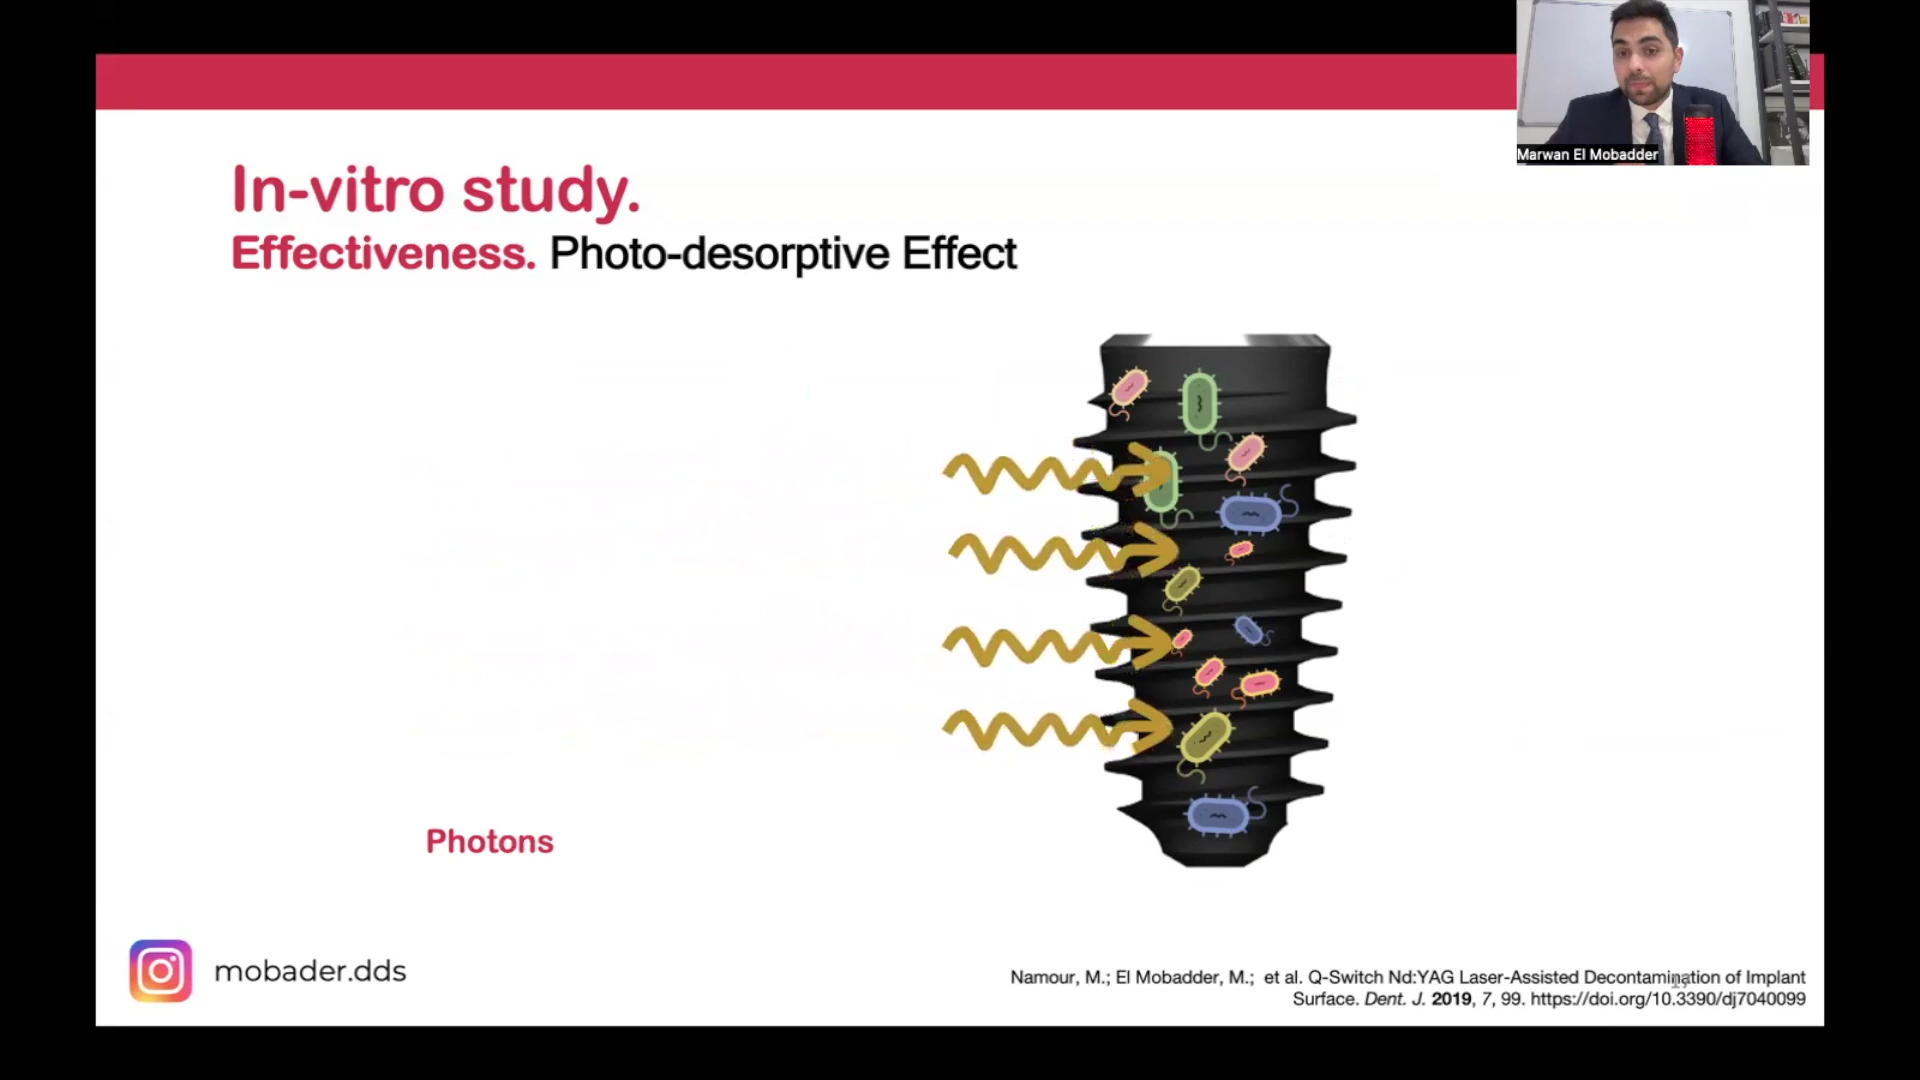 Marwan El Mobadder
In-vitro study.
Effectiveness. Photo-desorptive Effect
Photons
mobader.dds
Namour, M.; El Mobadder, M.; et al. Q-Switch Nd:YAG Laser-Assisted Decontamination of Implant
Surface. Dent. J. 2019, 7, 99. https://doi.org/10.3390/dj7040099
17